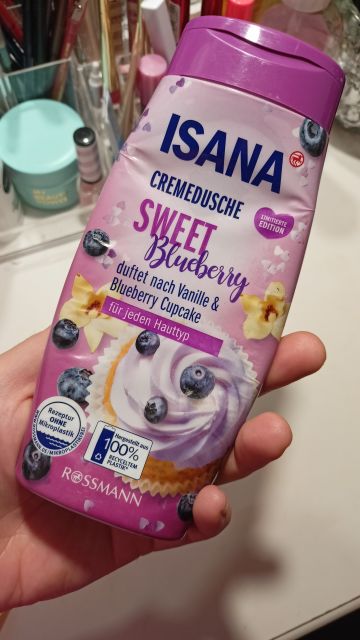 ISANA
CREMEDUSCHE
SWEET
Blueberry
LIMITIERTE
EDITION
duftet nach Vanille &
Blueberry Cupcake
für jeden Hauttyp
Rezeptur
OHNE
Mikroplastik
Hergestellt aus
100%
RECYCELTEM
PLASTIK
ROSSMANN